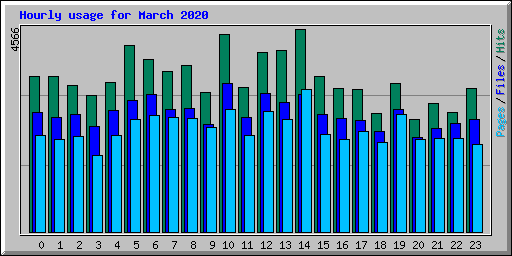 Hourly usage for March 2020
4566
Pages / Files / Hits
0 1 2 3 4 5 6 7 8 9 10 11 12 13 14 15 16 17 18 19 20 21 22 23